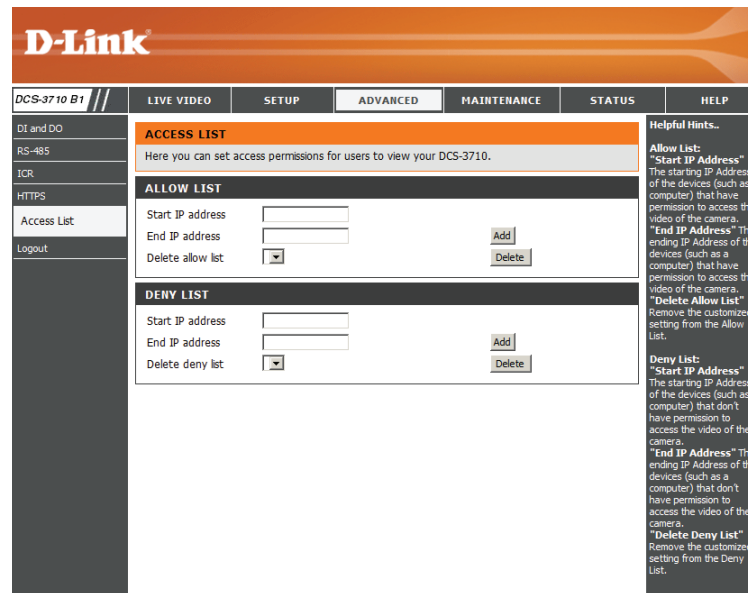 D-Link
DCS-3710 B1 // LIVE VIDEO SETUP ADVANCED MAINTENANCE STATUS HELP
DI and DO
RS-485
ICR
HTTPS
Access List
Logout
ACCESS LIST
Here you can set access permissions for users to view your DCS-3710.
ALLOW LIST
Start IP address
End IP address Add
Delete allow list Delete
DENY LIST
Start IP address
End IP address Add
Delete deny list Delete
Helpful Hints..
Allow List:
"Start IP Address"
The starting IP Address
of the devices (such as
computer) that have
permission to access
video of the camera.
"End IP Address"
ending IP Address of
devices (such as a
computer) that have
permission to access
video of the camera.
"Delete Allow List"
Remove the customized
setting from the Allow
List.
Deny List:
"Start IP Address"
The starting IP Address
of the devices (such as
computer) that don't
have permission to
access the video of the
camera.
"End IP Address"
ending IP Address of
devices (such as a
computer) that don't
have permission to
access the video of the
camera.
"Delete Deny List"
Remove the customized
setting from the Deny
List.